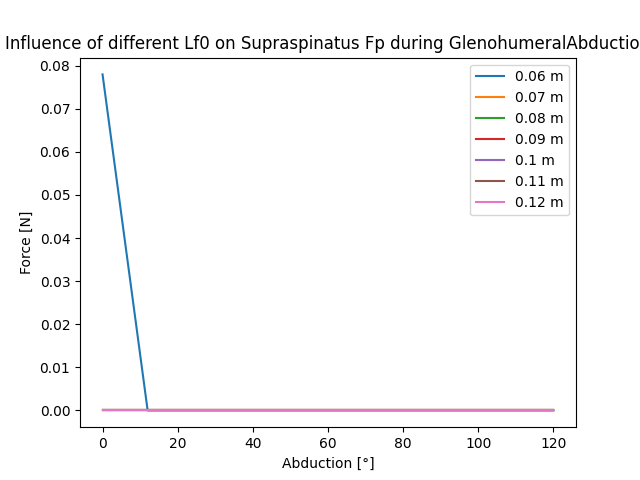 Influence of different Lf0 on Supraspinatus Fp during GlenohumeralAbductio
0.08
0.07
0.06
0.05
0.04
0.03
0.02
0.01
0.00
Force [N]
0.06 m
0.07 m
0.08 m
0.09 m
0.1 m
0.11 m
0.12 m
0 20 40 60 80 100 120
Abduction [°]